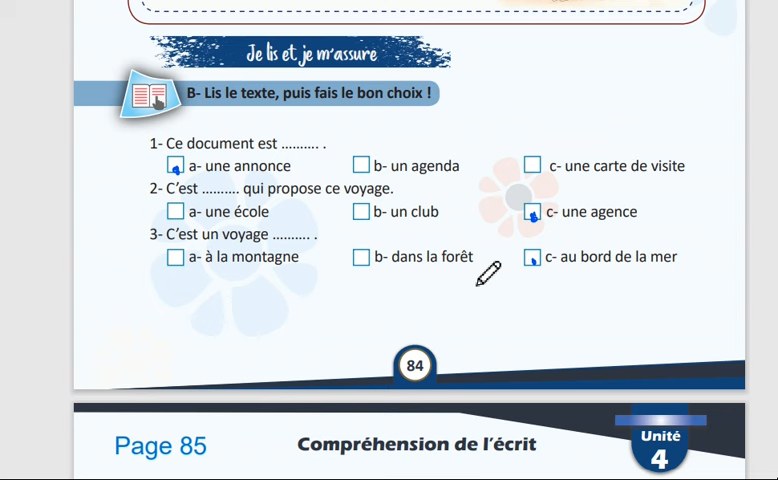 Je lis et je m'assure
B- Lis le texte, puis fais le bon choix !
1- Ce document est .......... .
a- une annonce b- un agenda c- une carte de visite
2- C'est .......... qui propose ce voyage.
a- une école b- un club c- une agence
3- C'est un voyage .......... .
a- à la montagne b- dans la forêt c- au bord de la mer
84
Page 85 Compréhension de l'écrit Unité
4